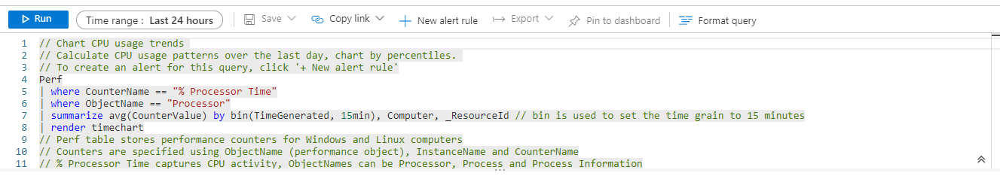 Run Time range : Last 24 hours Save Copy link New alert rule Export Pin to dashboard Format query
1 // Chart CPU usage trends
2 // Calculate CPU usage patterns over the last day, chart by percentiles.
3 // To create an alert for this query, click '+ New alert rule'
4 Perf
5 | where CounterName == "% Processor Time"
6 | where ObjectName == "Processor"
7 | summarize avg(CounterValue) by bin(TimeGenerated, 15min), Computer, _ResourceId // bin is used to set the time grain to 15 minutes
8 | render timechart
9 // Perf table stores performance counters for Windows and Linux computers
10 // Counters are specified using ObjectName (performance object), InstanceName and CounterName
11 // % Processor Time captures CPU activity, ObjectNames can be Processor, Process and Process Information